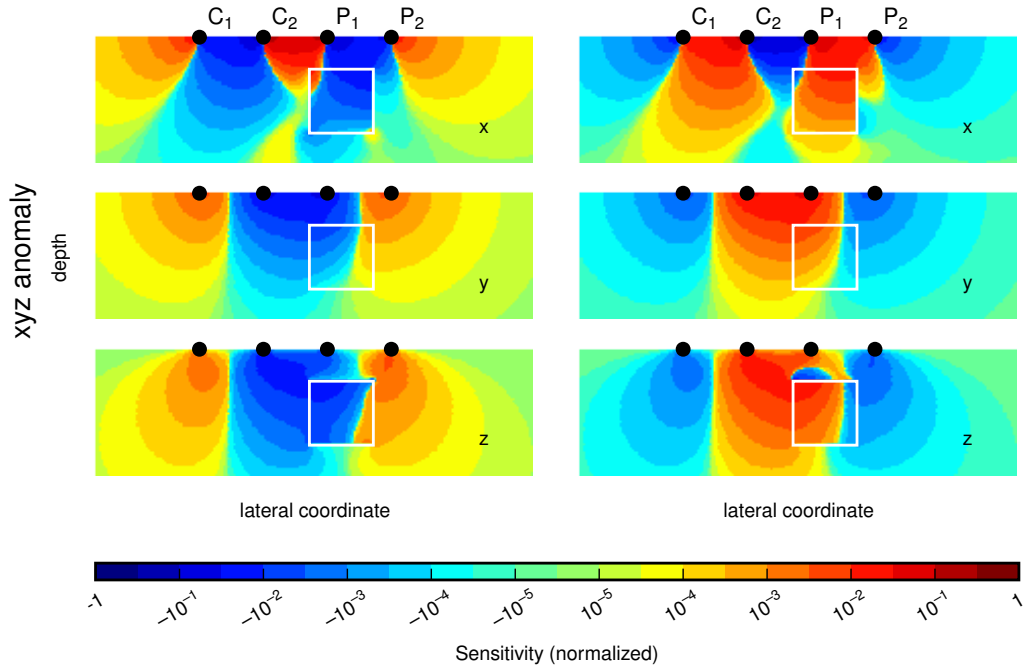 C₁ C₂ P₁ P₂ C₁ C₂ P₁ P₂
x x
xyz anomaly
depth
y y
z z
lateral coordinate lateral coordinate
-1 −10⁻¹ −10⁻² −10⁻³ −10⁻⁴ −10⁻⁵ 10⁻⁵ 10⁻⁴ 10⁻³ 10⁻² 10⁻¹ 1
Sensitivity (normalized)